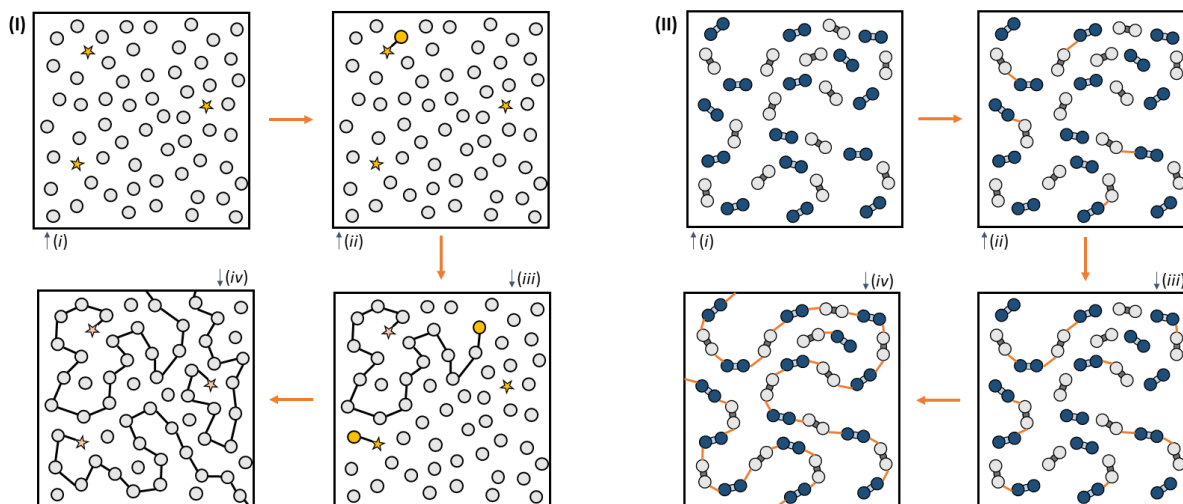 (I)
(II)
↑(i)
↑(ii)
↑(i)
↑(ii)
↓(iv)
↓(iii)
↓(iv)
↓(iii)